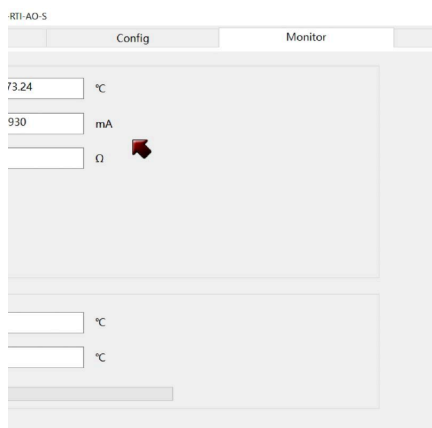 -RTI-AO-S
Config Monitor
73.24 ℃
930 mA
Ω
℃
℃